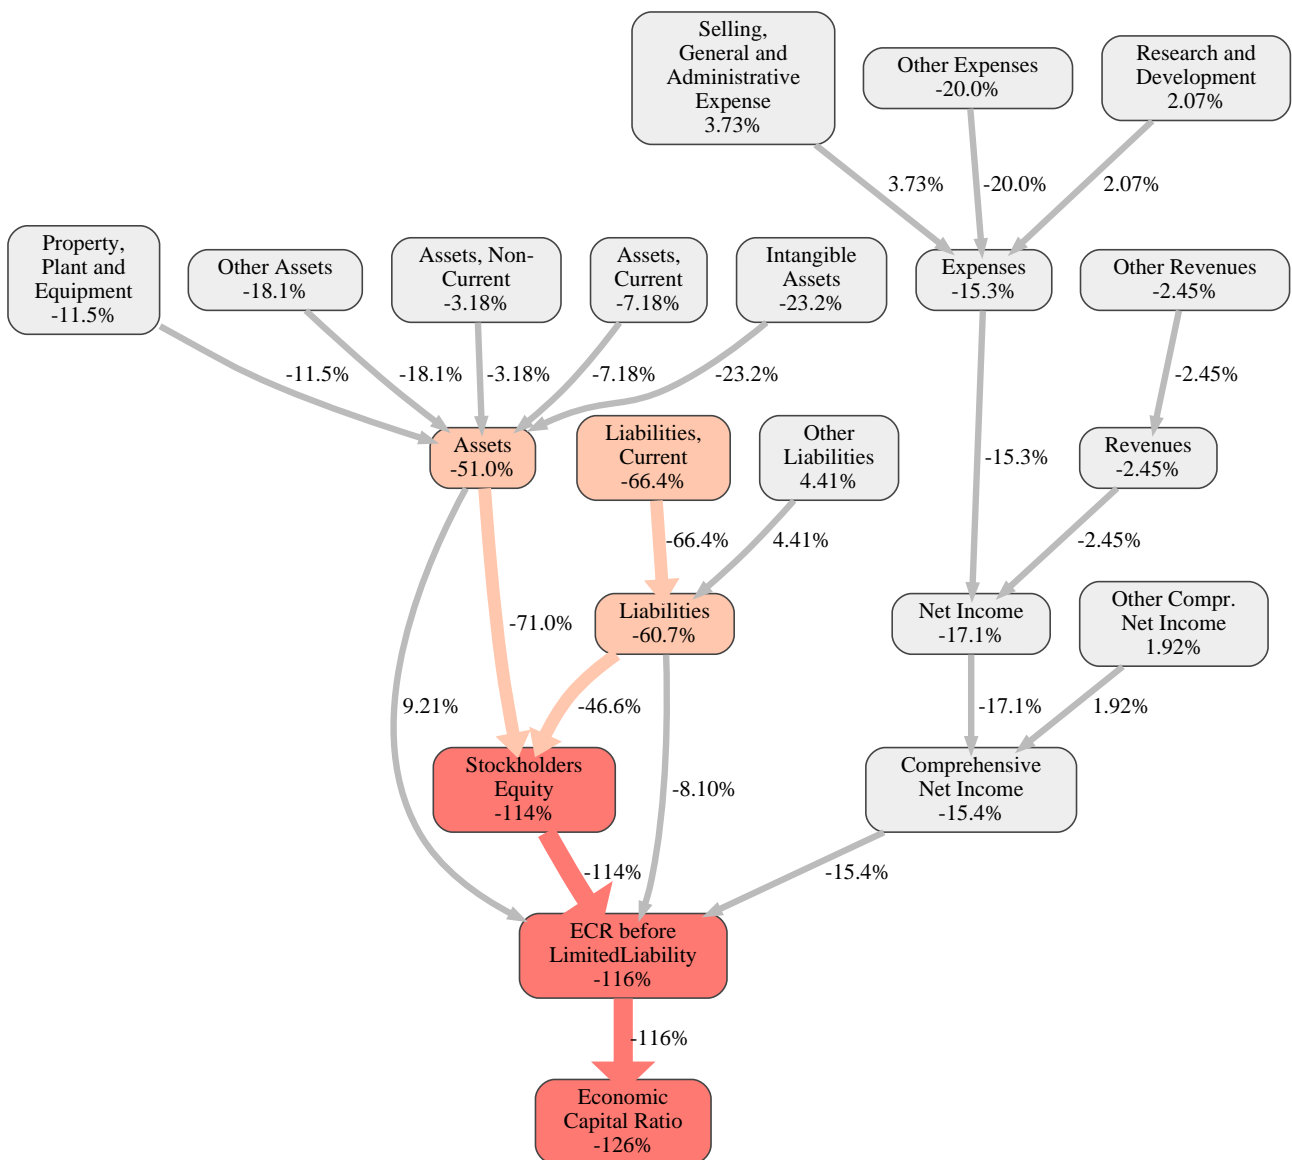 Selling,
General and
Administrative
Expense
3.73%
Other Expenses
-20.0%
Research and
Development
2.07%
3.73%
-20.0%
2.07%
Property,
Plant and
Equipment
-11.5%
Other Assets
-18.1%
Assets, Non-
Current
-3.18%
Assets,
Current
-7.18%
Intangible
Assets
-23.2%
Expenses
-15.3%
Other Revenues
-2.45%
-11.5%
-18.1%
-3.18%
-7.18%
-23.2%
-2.45%
Assets
-51.0%
Liabilities,
Current
-66.4%
Other
Liabilities
4.41%
-15.3%
Revenues
-2.45%
-66.4%
4.41%
-2.45%
-71.0%
Liabilities
-60.7%
Net Income
-17.1%
Other Compr.
Net Income
1.92%
9.21%
-46.6%
-17.1%
1.92%
Stockholders
Equity
-114%
-8.10%
Comprehensive
Net Income
-15.4%
-114%
-15.4%
ECR before
LimitedLiability
-116%
-116%
Economic
Capital Ratio
-126%